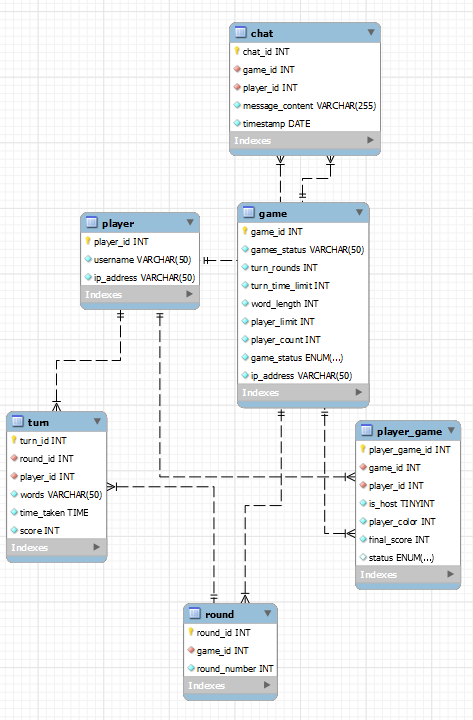 chat
chat_id INT
game_id INT
player_id INT
message_content VARCHAR(255)
timestamp DATE
Indexes
player
player_id INT
username VARCHAR(50)
ip_address VARCHAR(50)
Indexes
game
game_id INT
games_status VARCHAR(50)
turn_rounds INT
turn_time_limit INT
word_length INT
player_limit INT
player_count INT
game_status ENUM(...)
ip_address VARCHAR(50)
Indexes
turn
turn_id INT
round_id INT
player_id INT
words VARCHAR(50)
time_taken TIME
score INT
Indexes
player_game
player_game_id INT
game_id INT
player_id INT
is_host TINYINT
player_color INT
final_score INT
status ENUM(...)
Indexes
round
round_id INT
game_id INT
round_number INT
Indexes